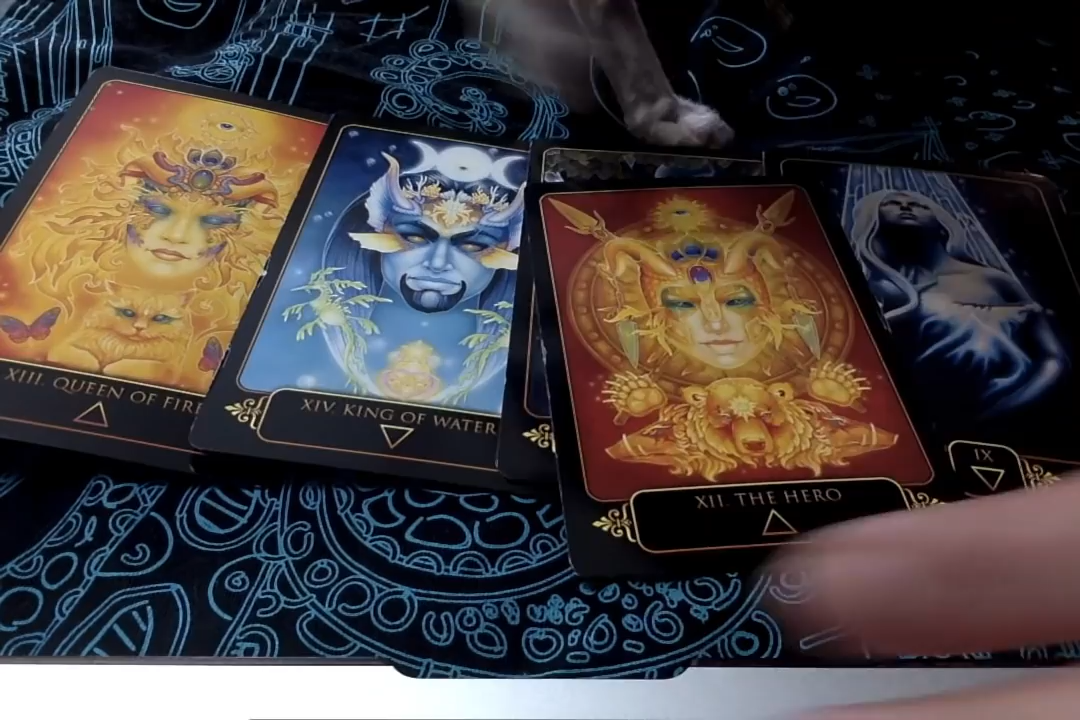 XIII. QUEEN OF FIRE
XIV. KING OF WATER
XII. THE HERO
IX